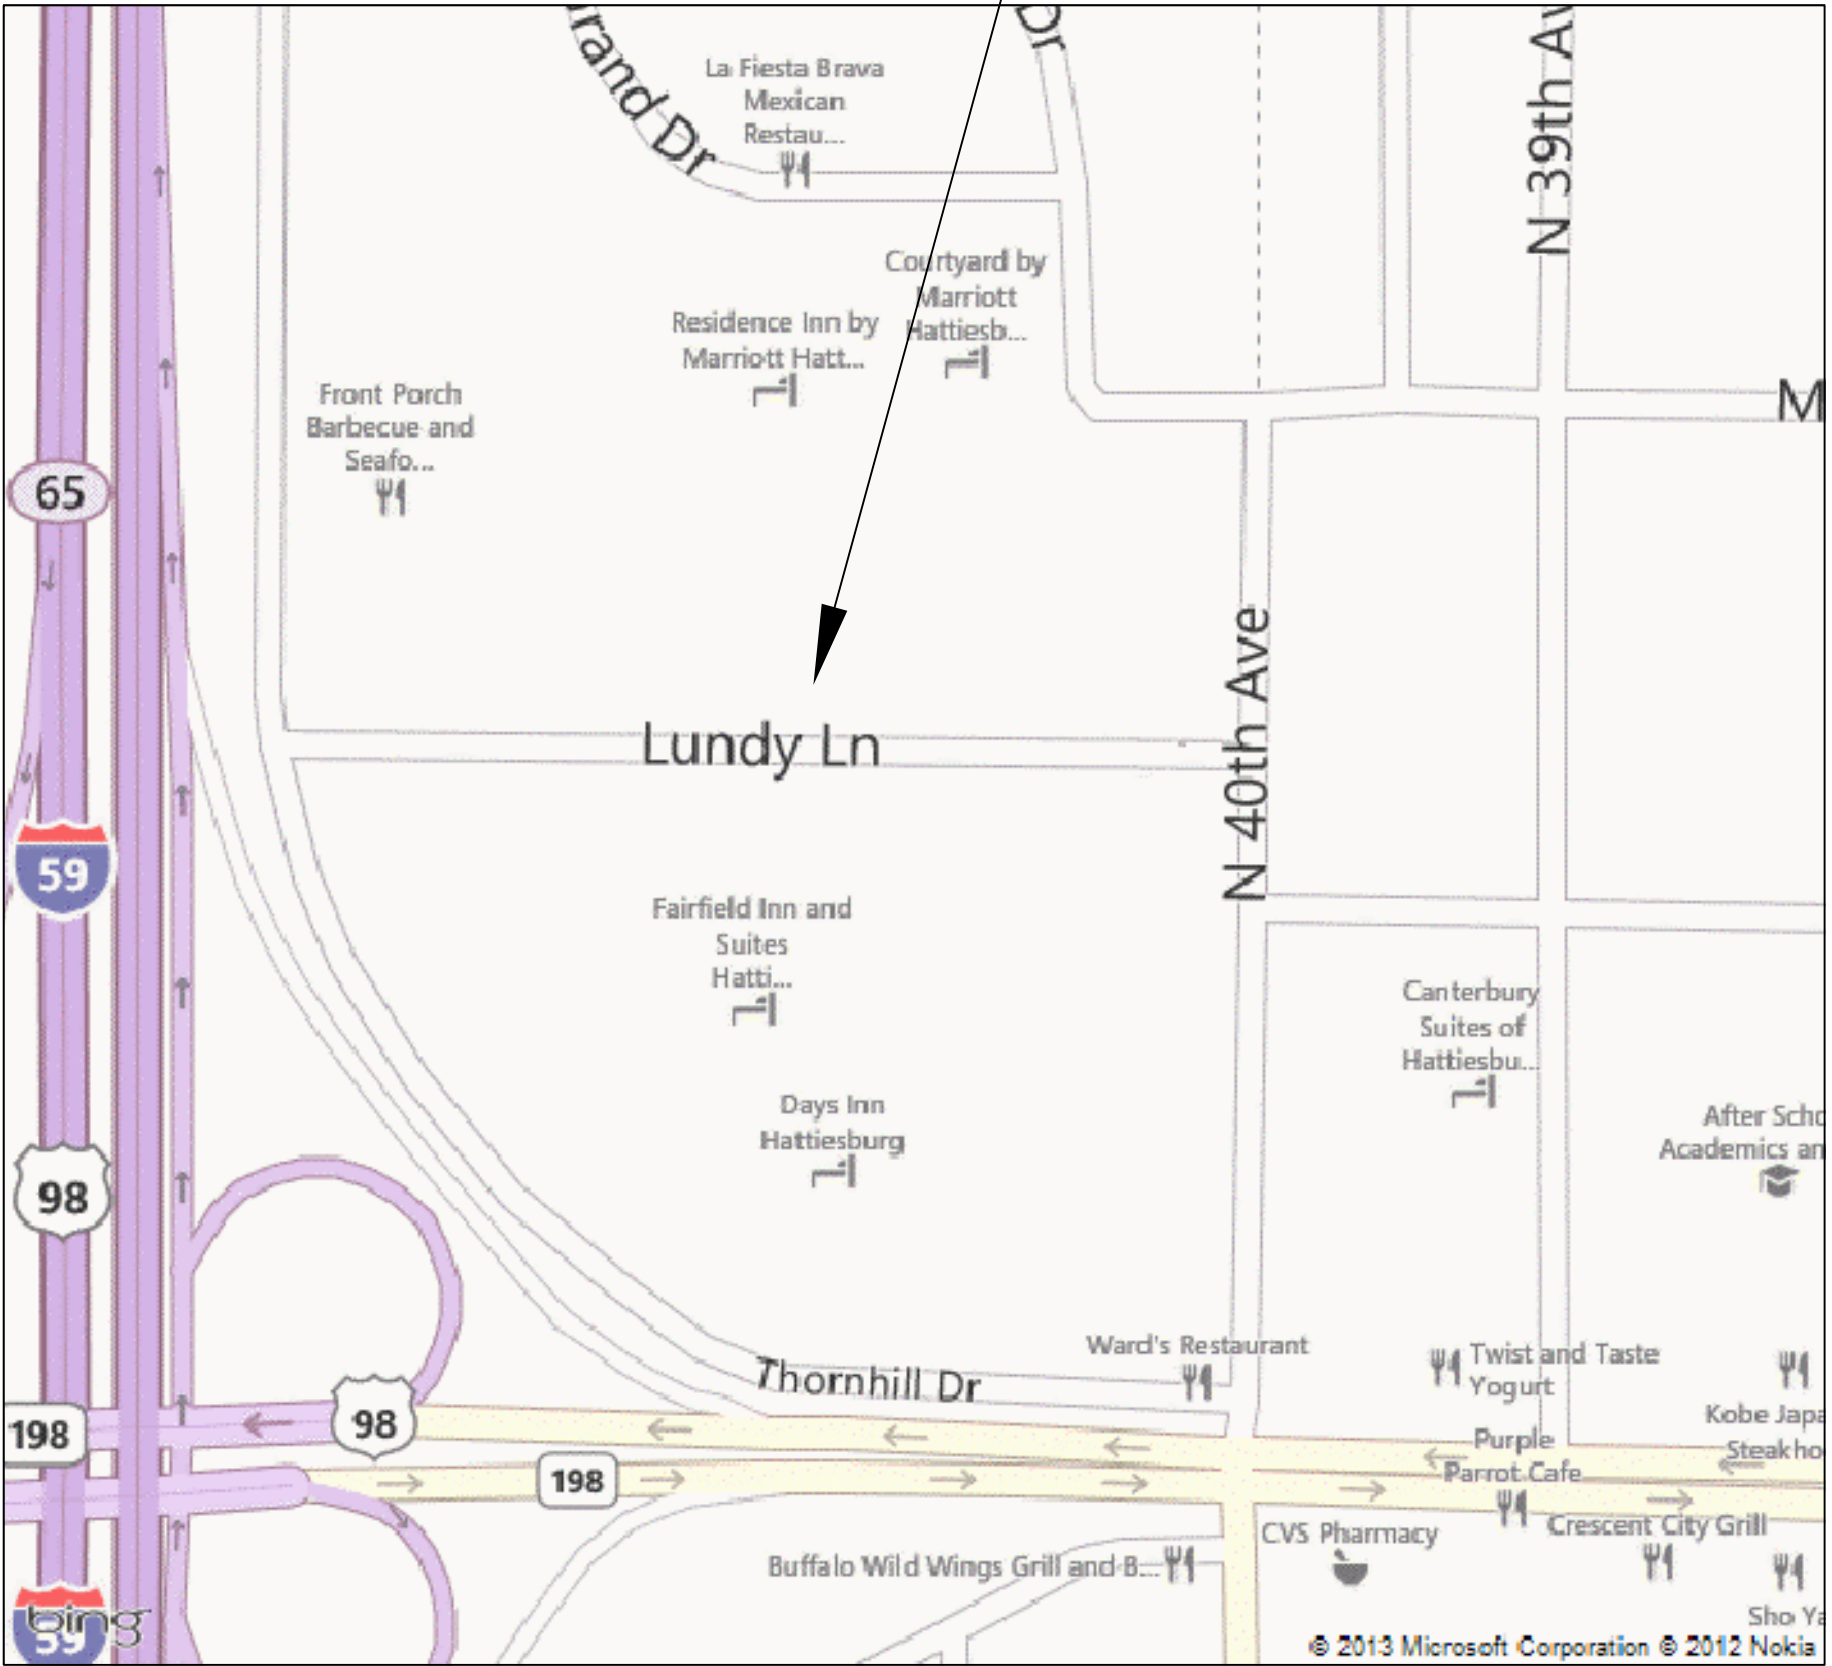 Grand Dr
La Fiesta Brava
Mexican
Restau...
Dr
N 39th Av
Courtyard by
Marriott
Hattiesb...
Residence Inn by
Marriott Hatt...
Front Porch
Barbecue and
Seafo...
M
65
Lundy Ln
N 40th Ave
59
Fairfield Inn and
Suites
Hatti...
Canterbury
Suites of
Hattiesbu...
Days Inn
Hattiesburg
After Scho
Academics an
98
Ward's Restaurant
Twist and Taste
Yogurt
Thornhill Dr
98
198
Kobe Japa
Steakho
Purple
Parrot Cafe
198
CVS Pharmacy
Crescent City Grill
Buffalo Wild Wings Grill and B...
Sho Ya
bing
59
© 2013 Microsoft Corporation © 2012 Nokia